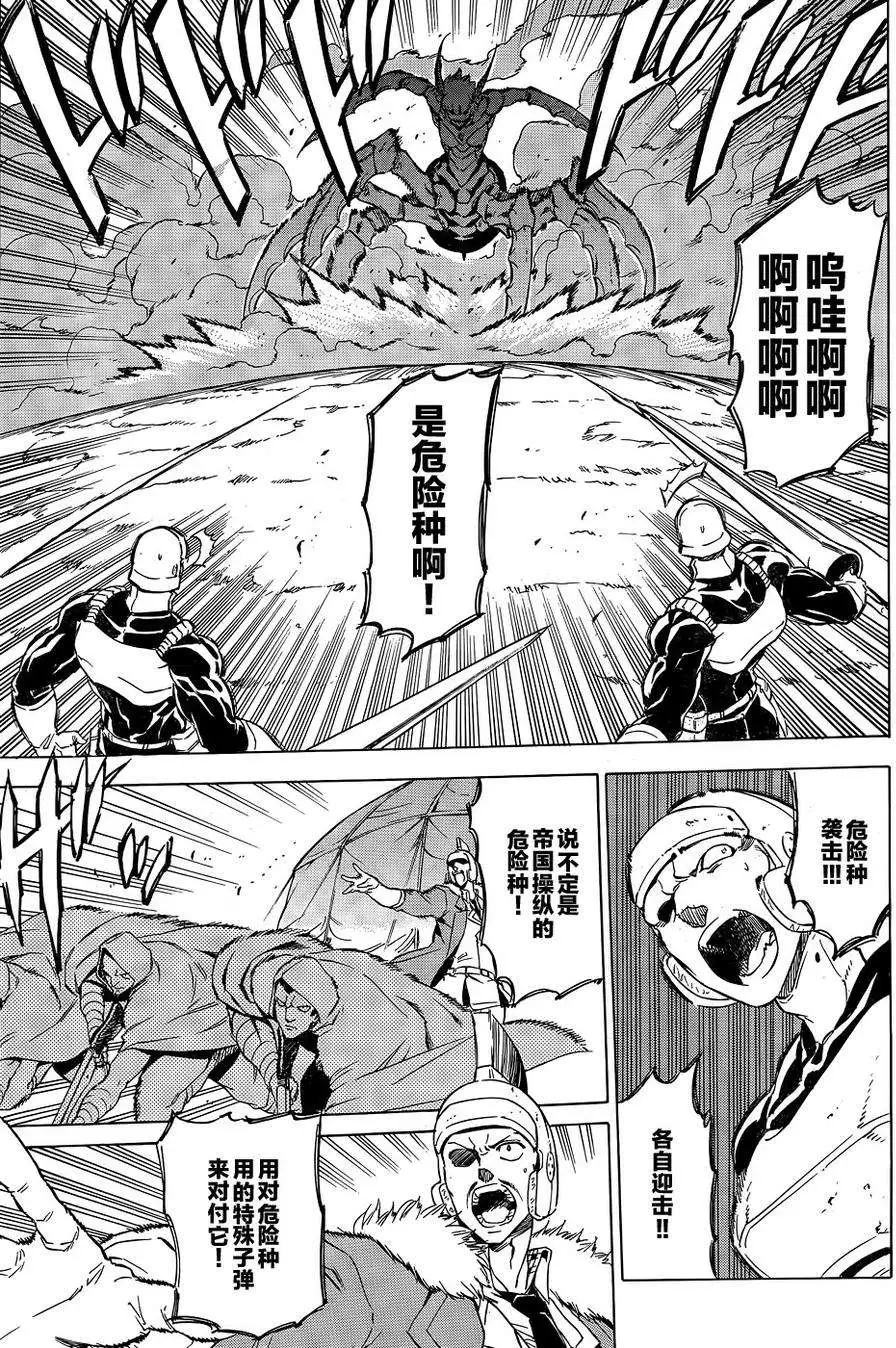 ドドドドドド
呜哇啊啊
啊啊啊啊
是危险种啊！
危险种
袭击!!!
各自迎击!!
说不定是
帝国操纵的
危险种！
用对危险种
用的特殊子弹
来对付它！